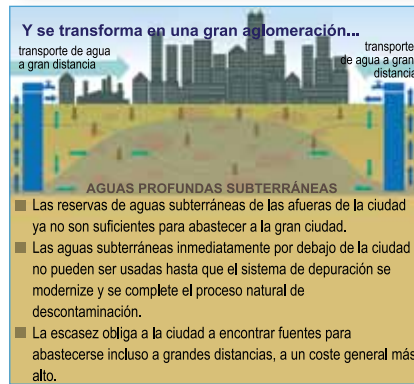 Y se transforma en una gran aglomeración...
transporte de agua
a gran distancia
transporte
de agua a gran
distancia
AGUAS PROFUNDAS SUBTERRÁNEAS
Las reservas de aguas subterráneas de las afueras de la ciudad
ya no son suficientes para abastecer a la gran ciudad.
Las aguas subterráneas inmediatamente por debajo de la ciudad
no pueden ser usadas hasta que el sistema de depuración se
modernize y se complete el proceso natural de
descontaminación.
La escasez obliga a la ciudad a encontrar fuentes para
abastecerse incluso a grandes distancias, a un coste general más
alto.